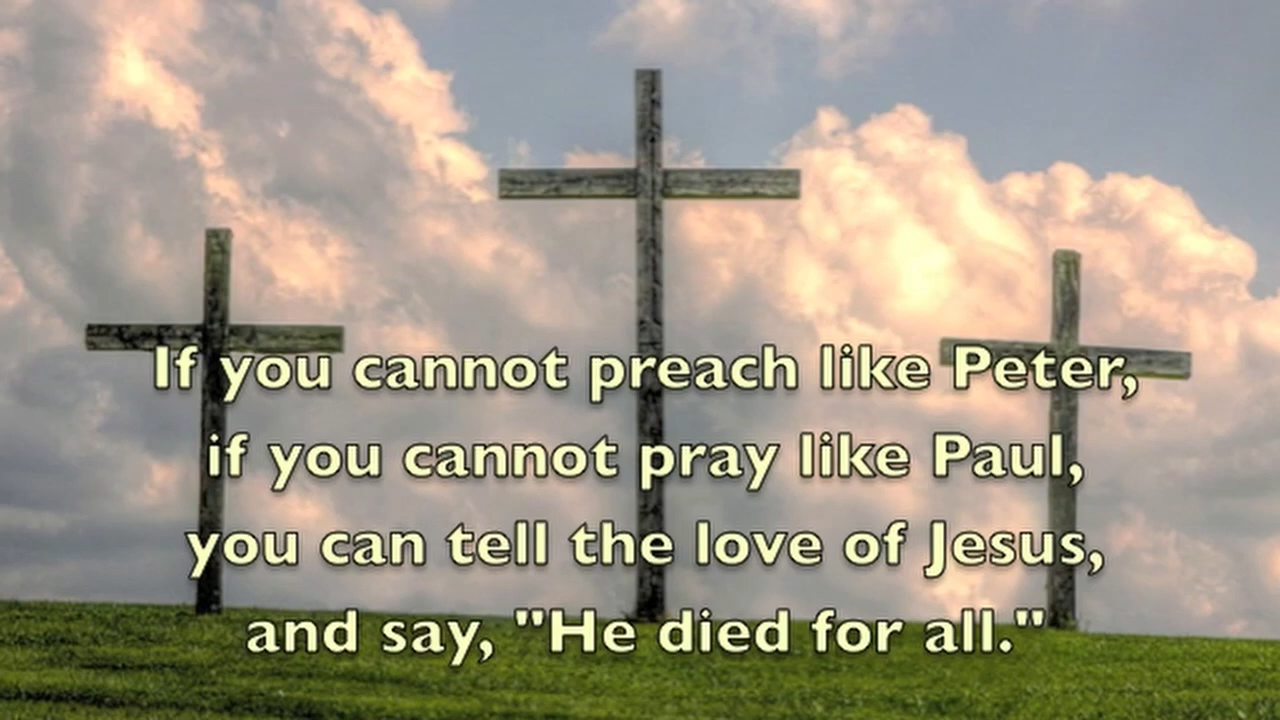 If you cannot preach like Peter,
if you cannot pray like Paul,
you can tell the love of Jesus,
and say, "He died for all."